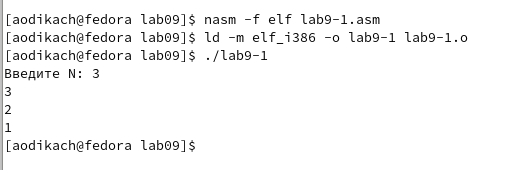 [aodikach@fedora lab09]$ nasm -f elf lab9-1.asm
[aodikach@fedora lab09]$ ld -m elf_i386 -o lab9-1 lab9-1.o
[aodikach@fedora lab09]$ ./lab9-1
Введите N: 3
3
2
1
[aodikach@fedora lab09]$